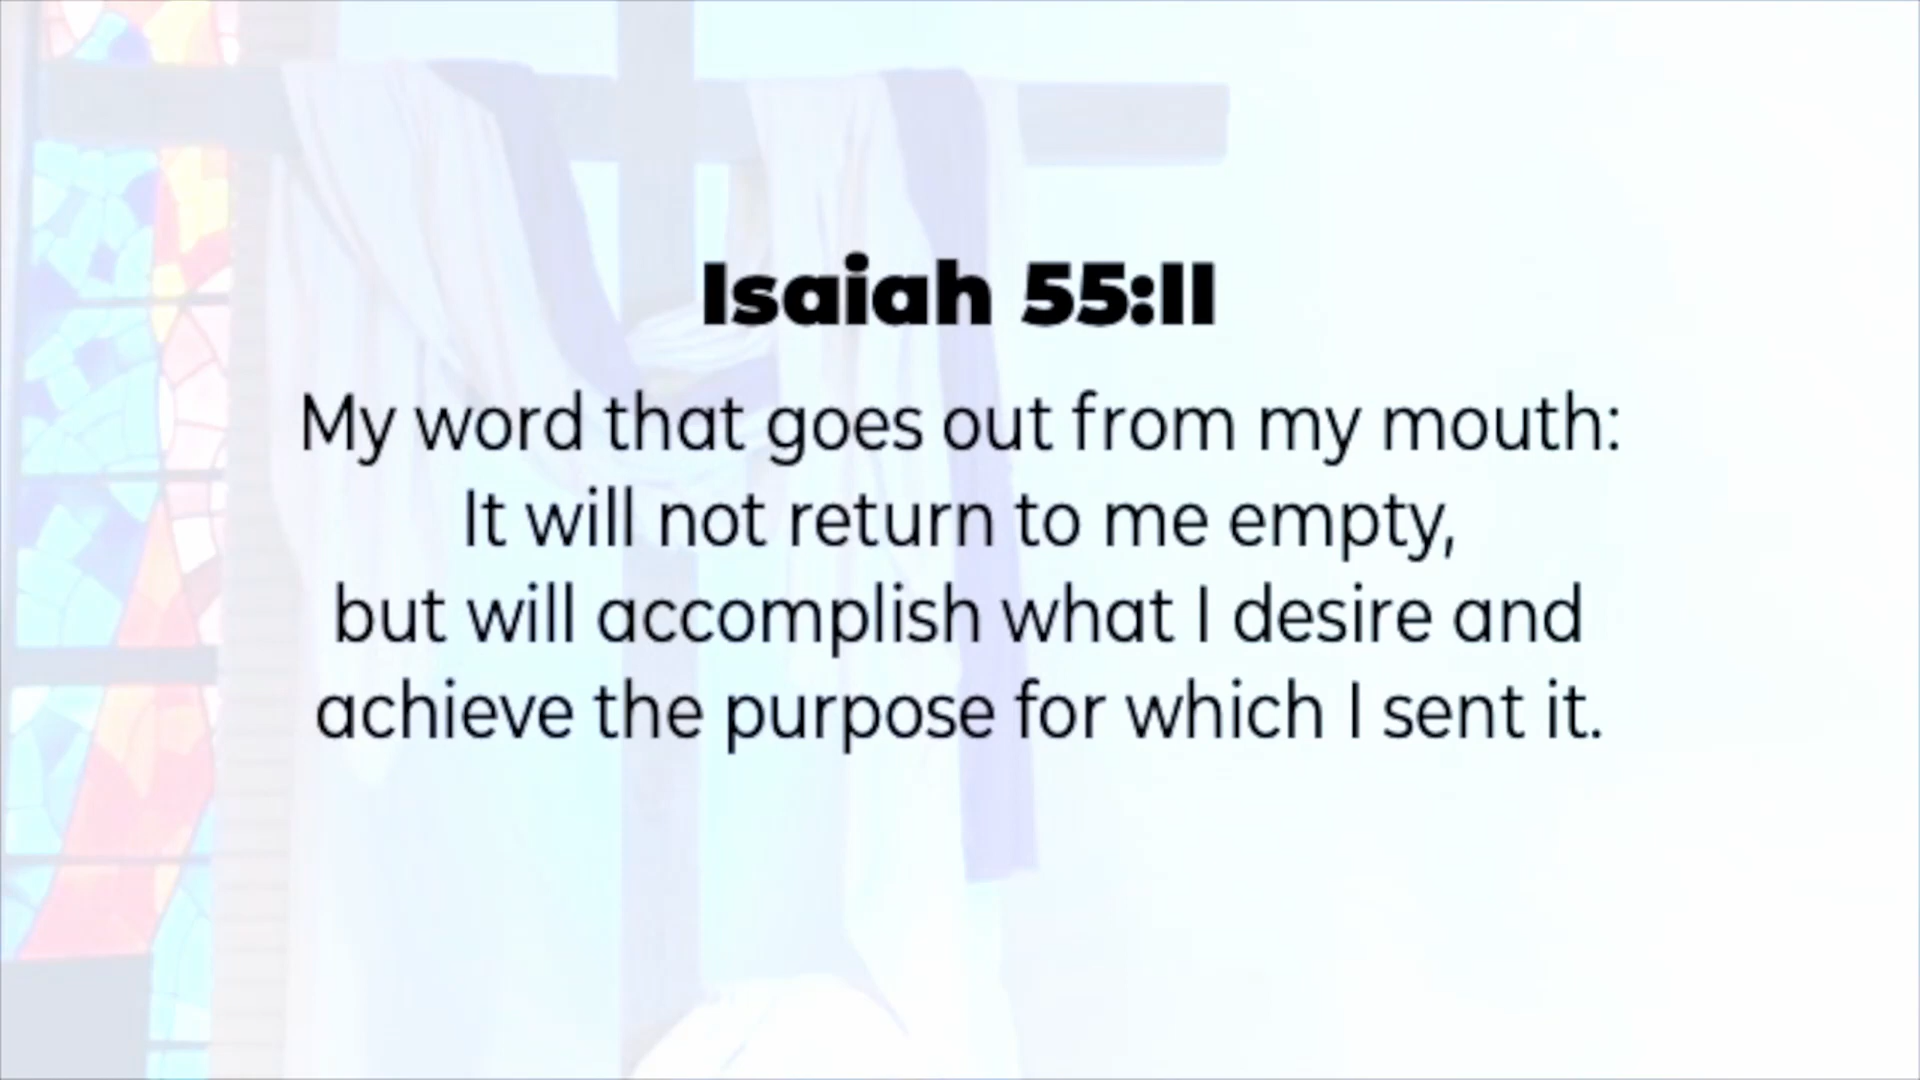 Isaiah 55:11
My word that goes out from my mouth:
It will not return to me empty,
but will accomplish what I desire and
achieve the purpose for which I sent it.